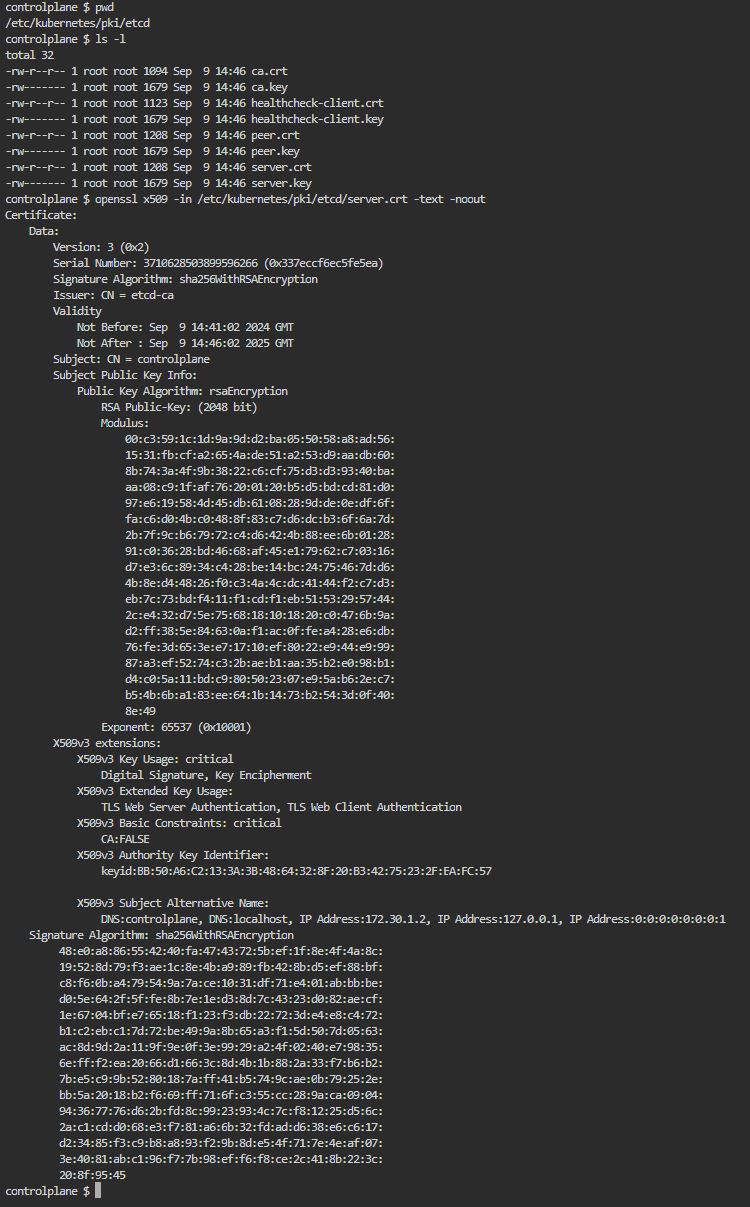 controlplane $ pwd
/etc/kubernetes/pki/etcd
controlplane $ ls -l
total 32
-rw-r--r-- 1 root root 1094 Sep  9 14:46 ca.crt
-rw------- 1 root root 1679 Sep  9 14:46 ca.key
-rw-r--r-- 1 root root 1123 Sep  9 14:46 healthcheck-client.crt
-rw------- 1 root root 1679 Sep  9 14:46 healthcheck-client.key
-rw-r--r-- 1 root root 1208 Sep  9 14:46 peer.crt
-rw------- 1 root root 1679 Sep  9 14:46 peer.key
-rw-r--r-- 1 root root 1208 Sep  9 14:46 server.crt
-rw------- 1 root root 1679 Sep  9 14:46 server.key
controlplane $ openssl x509 -in /etc/kubernetes/pki/etcd/server.crt -text -noout
Certificate:
    Data:
        Version: 3 (0x2)
        Serial Number: 3710628503899596266 (0x337eccf6ec5fe5ea)
        Signature Algorithm: sha256WithRSAEncryption
        Issuer: CN = etcd-ca
        Validity
            Not Before: Sep  9 14:41:02 2024 GMT
            Not After : Sep  9 14:46:02 2025 GMT
        Subject: CN = controlplane
        Subject Public Key Info:
            Public Key Algorithm: rsaEncryption
                RSA Public-Key: (2048 bit)
                Modulus:
                    00:c3:59:1c:1d:9a:9d:d2:ba:05:50:58:a8:ad:56:
                    15:31:fb:cf:a2:65:4a:de:51:a2:53:d9:aa:db:60:
                    8b:74:3a:4f:9b:38:22:c6:cf:75:d3:d3:93:40:ba:
                    aa:08:c9:1f:af:76:20:01:20:b5:d5:bd:cd:81:d0:
                    97:e6:19:58:4d:45:db:61:08:28:9d:de:0e:df:6f:
                    fa:c6:d0:4b:c0:48:8f:83:c7:d6:dc:b3:6f:6a:7d:
                    2b:7f:9c:b6:79:72:c4:d6:42:4b:88:ee:6b:01:28:
                    91:c0:36:28:bd:46:68:af:45:e1:79:62:c7:03:16:
                    d7:e3:6c:89:34:c4:28:be:14:bc:24:75:46:7d:d6:
                    4b:8e:d4:48:26:f0:c3:4a:4c:dc:41:44:f2:c7:d3:
                    eb:7c:73:bd:f4:11:f1:cd:f1:eb:51:53:29:57:44:
                    2c:e4:32:d7:5e:75:68:18:10:18:20:c0:47:6b:9a:
                    d2:ff:38:5e:84:63:0a:f1:ac:0f:fe:a4:28:e6:db:
                    76:fe:3d:65:3e:e7:17:10:ef:80:22:e9:44:e9:99:
                    87:a3:ef:52:74:c3:2b:ae:b1:aa:35:b2:e0:98:b1:
                    d4:c0:5a:11:bd:c9:80:50:23:07:e9:5a:b6:2e:c7:
                    b5:4b:6b:a1:83:ee:64:1b:14:73:b2:54:3d:0f:40:
                    8e:49
                Exponent: 65537 (0x10001)
        X509v3 extensions:
            X509v3 Key Usage: critical
                Digital Signature, Key Encipherment
            X509v3 Extended Key Usage:
                TLS Web Server Authentication, TLS Web Client Authentication
            X509v3 Basic Constraints: critical
                CA:FALSE
            X509v3 Authority Key Identifier:
                keyid:BB:50:A6:C2:13:3A:3B:48:64:32:8F:20:B3:42:75:23:2F:EA:FC:57

            X509v3 Subject Alternative Name:
                DNS:controlplane, DNS:localhost, IP Address:172.30.1.2, IP Address:127.0.0.1, IP Address:0:0:0:0:0:0:0:1
    Signature Algorithm: sha256WithRSAEncryption
         48:e0:a8:86:55:42:40:fa:47:43:72:5b:ef:1f:8e:4f:4a:8c:
         19:52:8d:79:f3:ae:1c:8e:4b:a9:89:fb:42:8b:d5:ef:88:bf:
         c8:f6:0b:a4:79:54:9a:7a:ce:10:31:df:71:e4:01:ab:bb:be:
         d0:5e:64:2f:5f:fe:8b:7e:1e:d3:8d:7c:43:23:d0:82:ae:cf:
         1e:67:04:bf:e7:65:18:f1:23:f3:db:22:72:3d:e4:e8:c4:72:
         b1:c2:eb:c1:7d:72:be:49:9a:8b:65:a3:f1:5d:50:7d:05:63:
         ac:8d:9d:2a:11:9f:9e:0f:3e:99:29:a2:4f:02:40:e7:98:35:
         6e:ff:f2:ea:20:66:d1:66:3c:8d:4b:1b:88:2a:33:f7:b6:b2:
         7b:e5:c9:9b:52:80:18:7a:ff:41:b5:74:9c:ae:0b:79:25:2e:
         bb:5a:20:18:b2:f6:69:ff:71:6f:c3:55:cc:28:9a:ca:09:04:
         94:36:77:76:d6:2b:fd:8c:99:23:93:4c:7c:f8:12:25:d5:6c:
         2a:c1:cd:d0:68:e3:f7:81:a6:6b:32:fd:ad:d6:38:e6:c6:17:
         d2:34:85:f3:c9:b8:a8:93:f2:9b:8d:e5:4f:71:7e:4e:af:07:
         3e:40:81:ab:c1:96:f7:7b:98:ef:f6:f8:ce:2c:41:8b:22:3c:
         20:8f:95:45
controlplane $